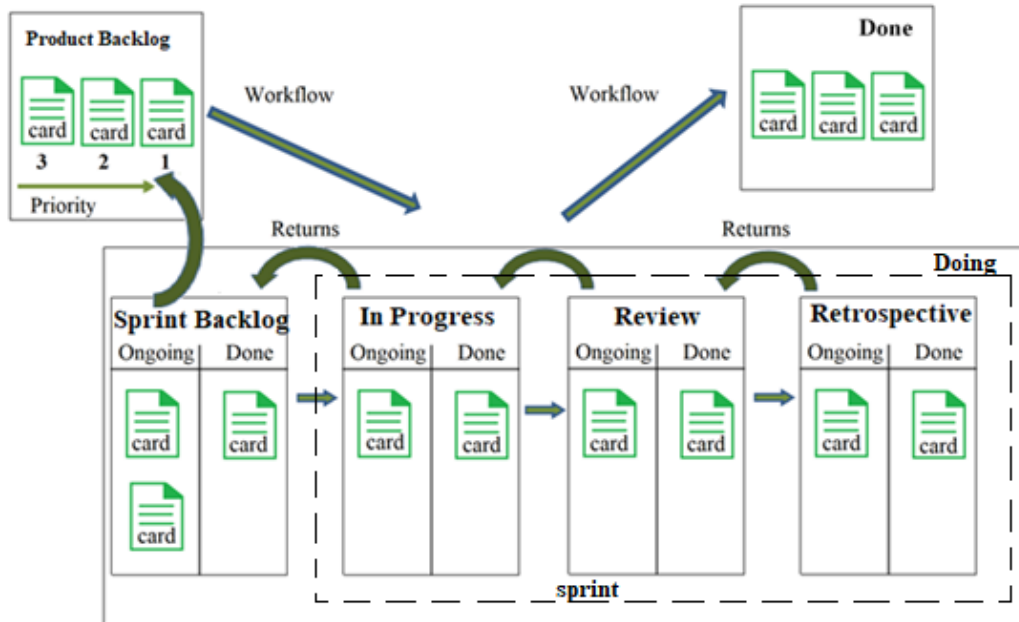 Product Backlog
card card card
3 2 1
Priority
Workflow
Workflow
Done
card card card
Returns
Returns
Doing
Sprint Backlog
Ongoing Done
card card
card
In Progress
Ongoing Done
card card
Review
Ongoing Done
card card
Retrospective
Ongoing Done
card card
sprint